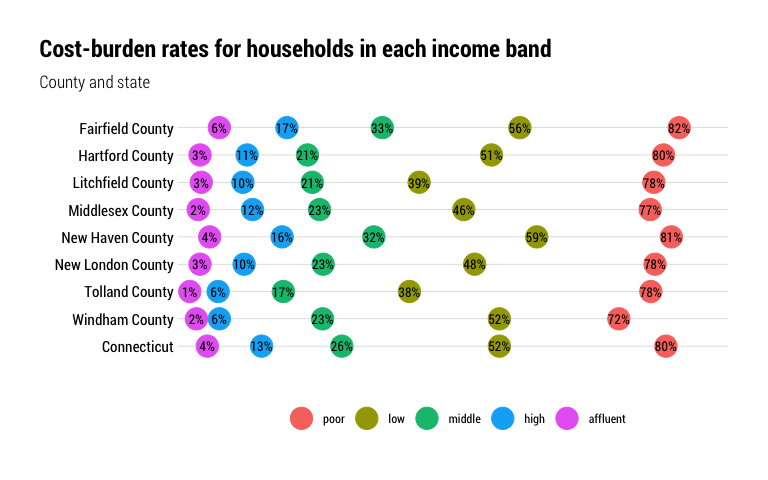 Cost-burden rates for households in each income band
County and state
Fairfield County 6% 17% 33% 56% 82%
Hartford County 3% 11% 21% 51% 80%
Litchfield County 3% 10% 21% 39% 78%
Middlesex County 2% 12% 23% 46% 77%
New Haven County 4% 16% 32% 59% 81%
New London County 3% 10% 23% 48% 78%
Tolland County 1% 6% 17% 38% 78%
Windham County 2% 6% 23% 52% 72%
Connecticut 4% 13% 26% 52% 80%
poor low middle high affluent